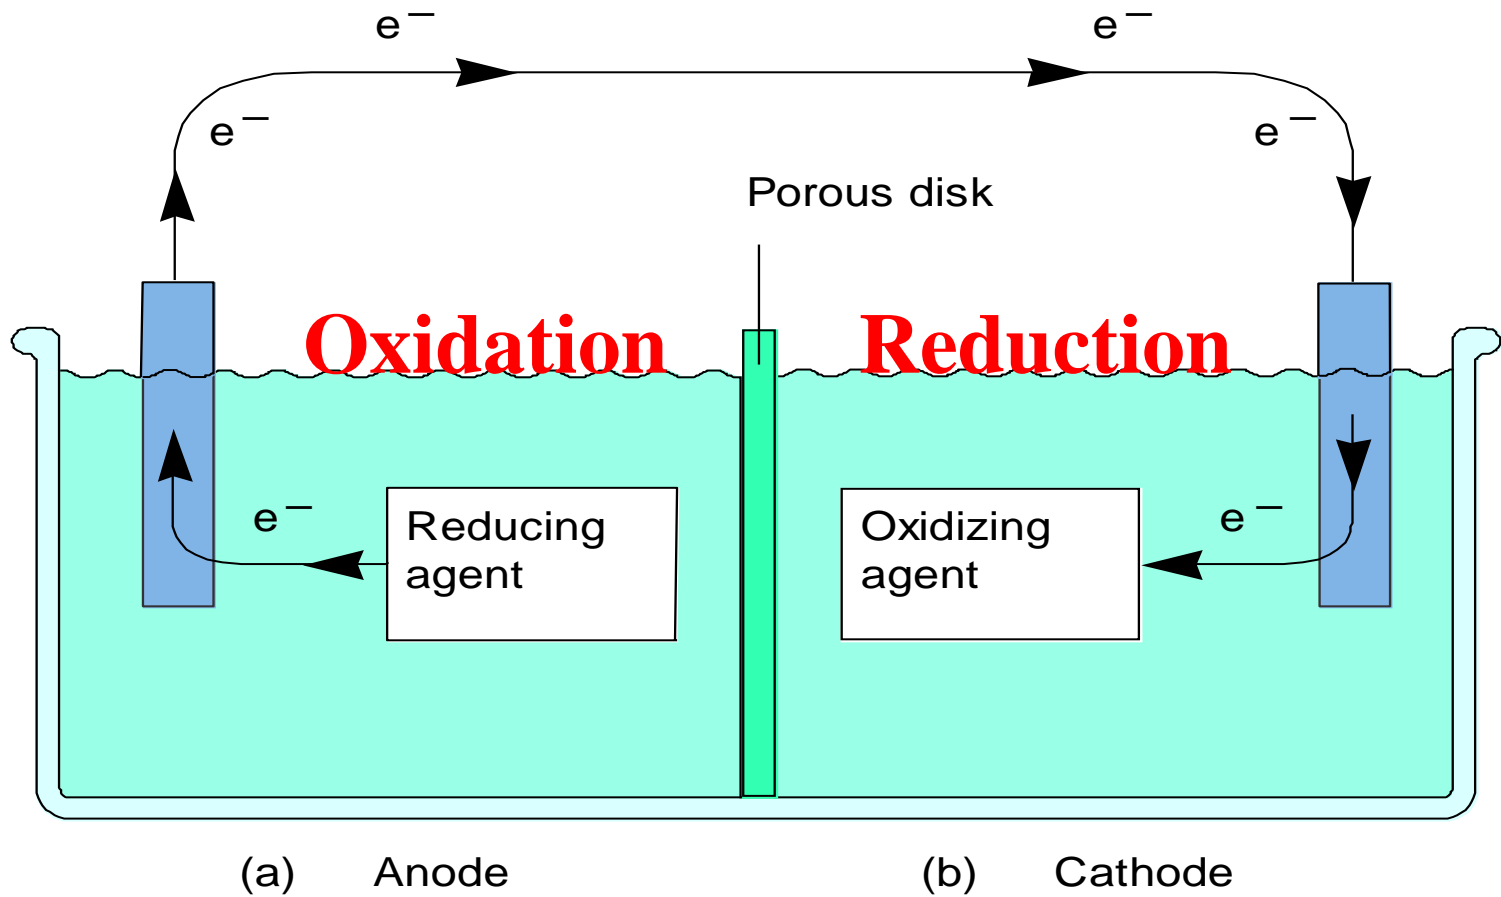 e⁻ e⁻
e⁻ e⁻
Porous disk
Oxidation Reduction
e⁻ Reducing agent
Oxidizing agent e⁻
(a) Anode (b) Cathode